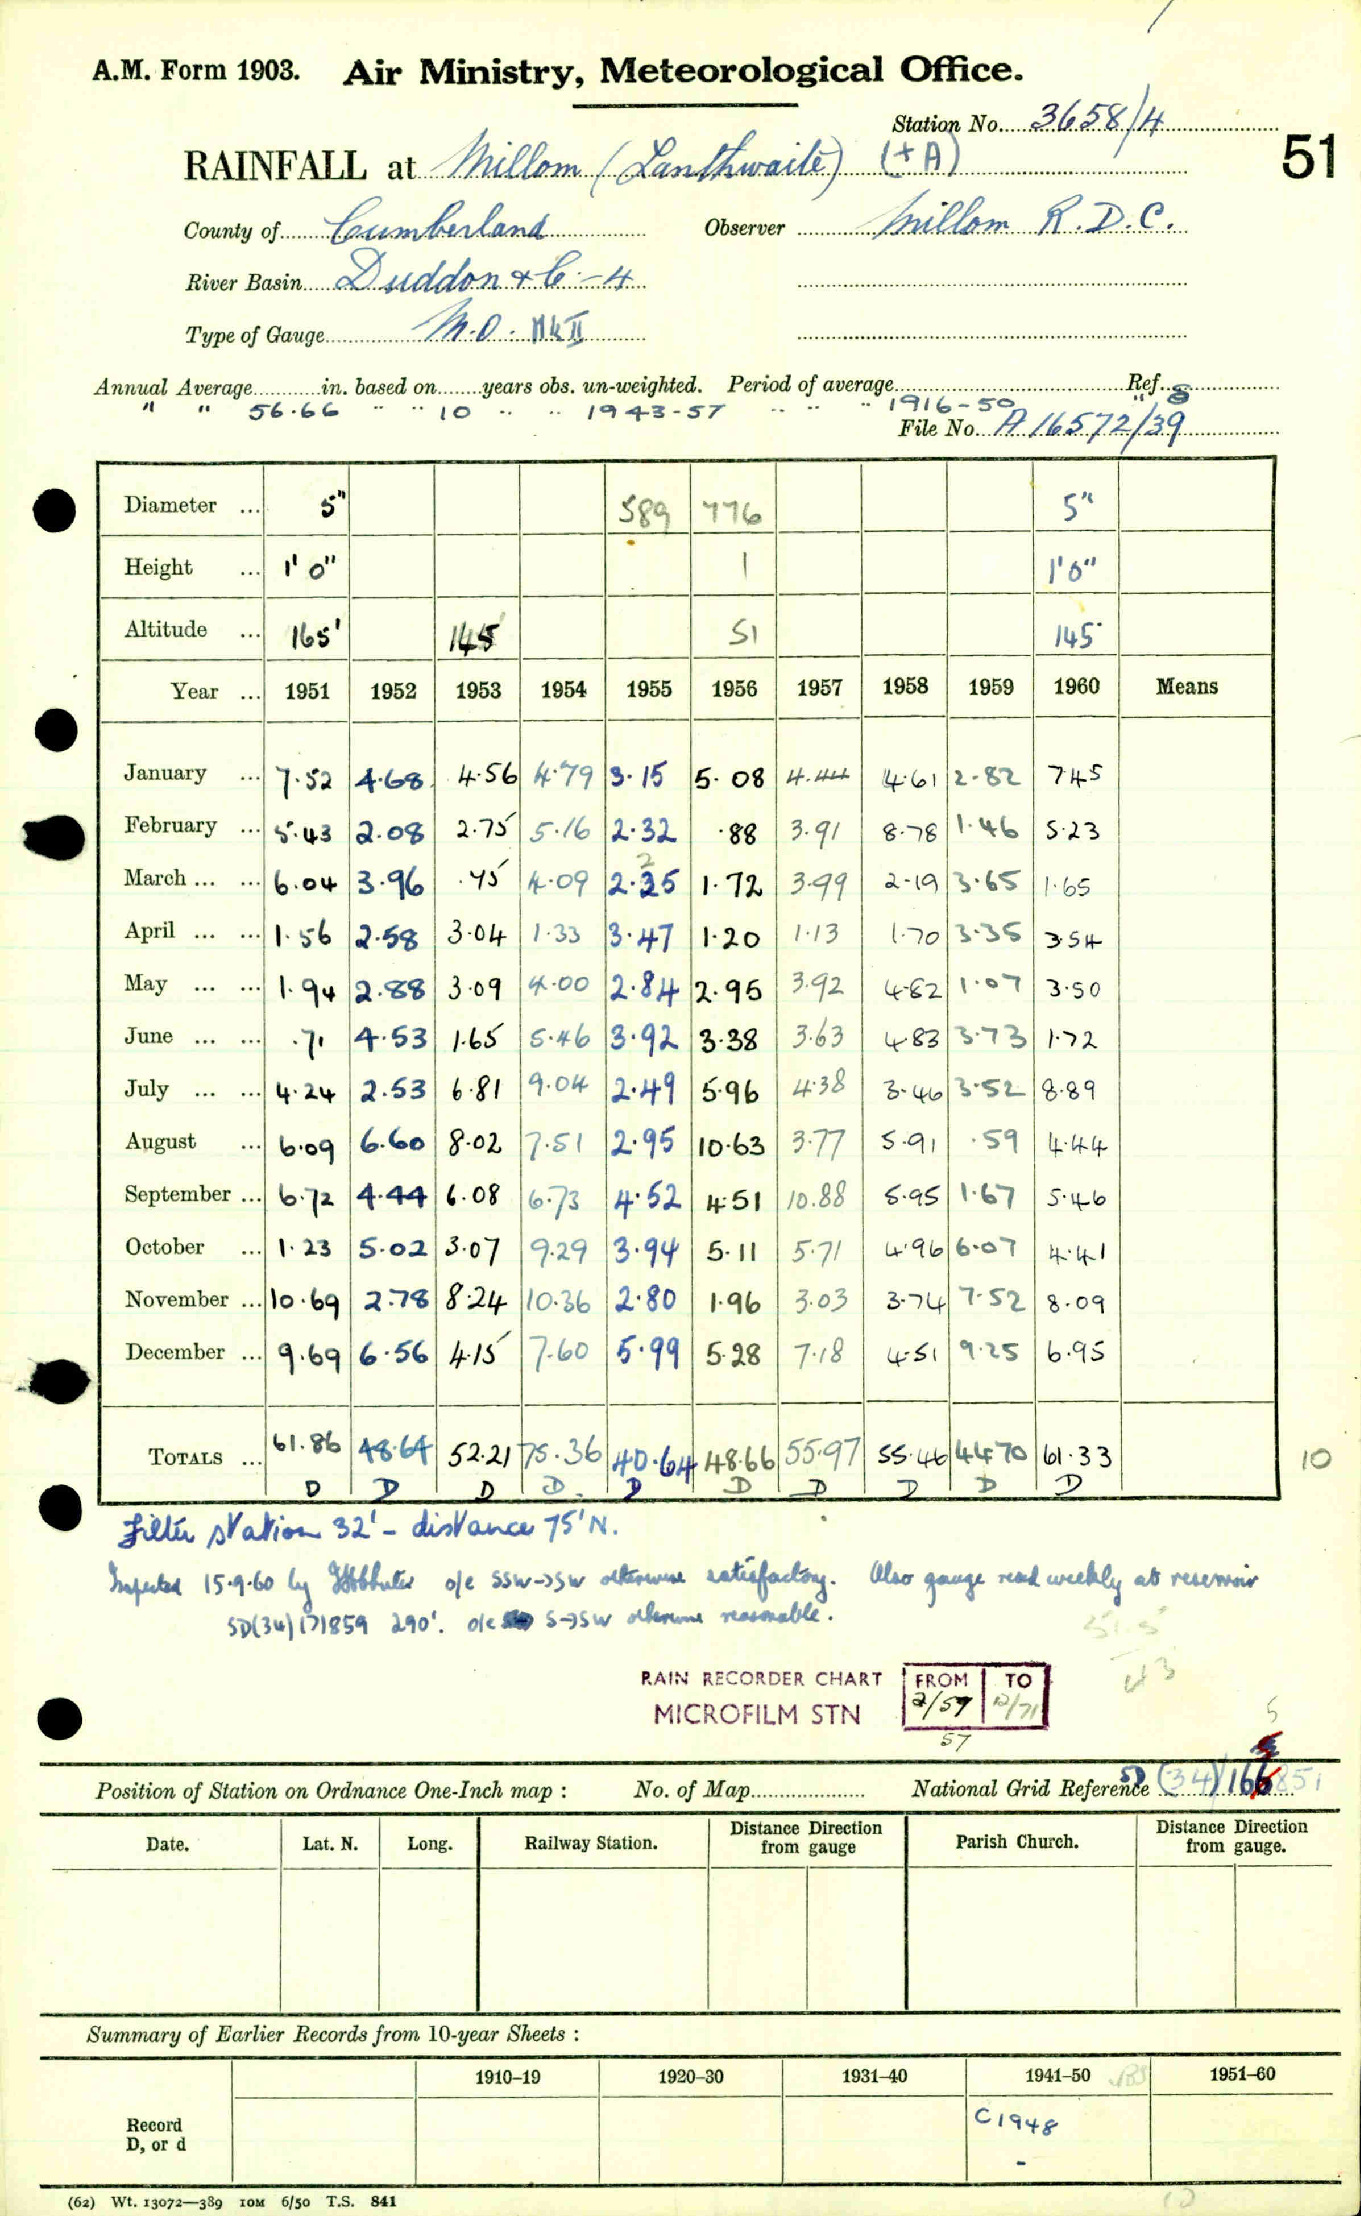 A.M. Form 1903. Air Ministry, Meteorological Office.
Station No. 3658/4
51
RAINFALL at Millom (Lanthwaite) (+A)
County of Cumberland Observer Millom R.D.C.
River Basin Duddon & C-4
Type of Gauge M.O. Mk II
Annual Average in. based on years obs. un-weighted. Period of average Ref.
" " 56.66 " " 10 " " 1943-57 " " " 1916-50 " 8
File No. A 16572/39
Diameter ... 5" 589 776 5"
Height ... 1' 0" 1 1'0"
Altitude ... 165' 145 51 145
Year ... 1951 1952 1953 1954 1955 1956 1957 1958 1959 1960 Means
January ... 7.52 4.68 4.56 4.79 3.15 5.08 4.44 4.61 2.82 7.45
February ... 5.43 2.08 2.75 5.16 2.32 .88 3.91 8.78 1.46 5.23
2
March ... ... 6.04 3.96 .75 4.09 2.25 1.72 3.99 2.19 3.65 1.65
April ... ... 1.56 2.58 3.04 1.33 3.47 1.20 1.13 1.70 3.35 3.54
May ... ... 1.94 2.88 3.09 4.00 2.84 2.95 3.92 4.82 1.07 3.50
June ... ... .71 4.53 1.65 5.46 3.92 3.38 3.63 4.83 3.73 1.72
July ... ... 4.24 2.53 6.81 9.04 2.49 5.96 4.38 3.46 3.52 8.89
August ... 6.09 6.60 8.02 7.51 2.95 10.63 3.77 5.91 .59 4.44
September ... 6.72 4.44 6.08 6.73 4.52 4.51 10.88 5.95 1.67 5.46
October ... 1.23 5.02 3.07 9.29 3.94 5.11 5.71 4.96 6.07 4.41
November ... 10.69 2.78 8.24 10.36 2.80 1.96 3.03 3.74 7.52 8.09
December ... 9.69 6.56 4.15 7.60 5.99 5.28 7.18 4.51 9.25 6.95
TOTALS ... 61.86 48.64 52.21 75.36 40.64 48.66 55.97 55.46 44.70 61.33 10
D D D D D D D D D D
Filter station 32' - distance 75' N.
Inspected 15.9.60 by o/e SSW→SW otherwise satisfactory. Also gauge read weekly at reservoir
SD(34)171859 290'. o/e S→SW otherwise reasonable.
RAIN RECORDER CHART FROM TO
MICROFILM STN 2/59 12/71
57
5
Position of Station on Ordnance One-Inch map : No. of Map National Grid Reference SD (34) 166 851
Date. Lat. N. Long. Railway Station. Distance Direction from gauge Parish Church. Distance Direction from gauge.
Summary of Earlier Records from 10-year Sheets :
1910–19 1920–30 1931–40 1941–50 1951–60
Record C1948
D, or d -
(62) Wt. 13072—389 10M 6/50 T.S. 841
10